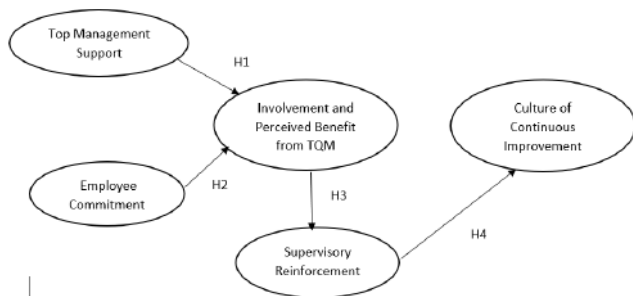 Top Management
Support
H1
Involvement and
Perceived Benefit
from TQM
Culture of
Continuous
Improvement
Employee
Commitment
H2
H3
Supervisory
Reinforcement
H4